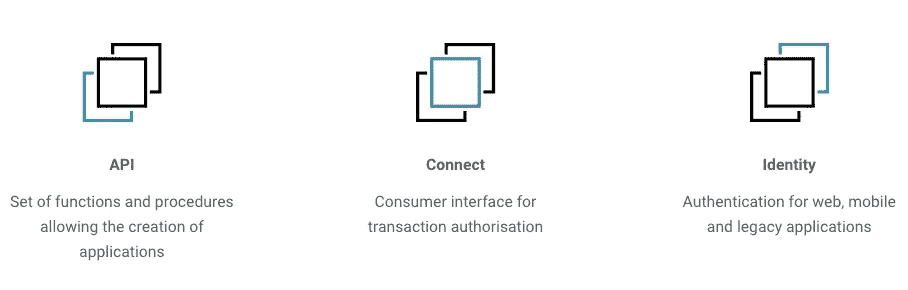 API
Set of functions and procedures
allowing the creation of
applications
Connect
Consumer interface for
transaction authorisation
Identity
Authentication for web, mobile
and legacy applications